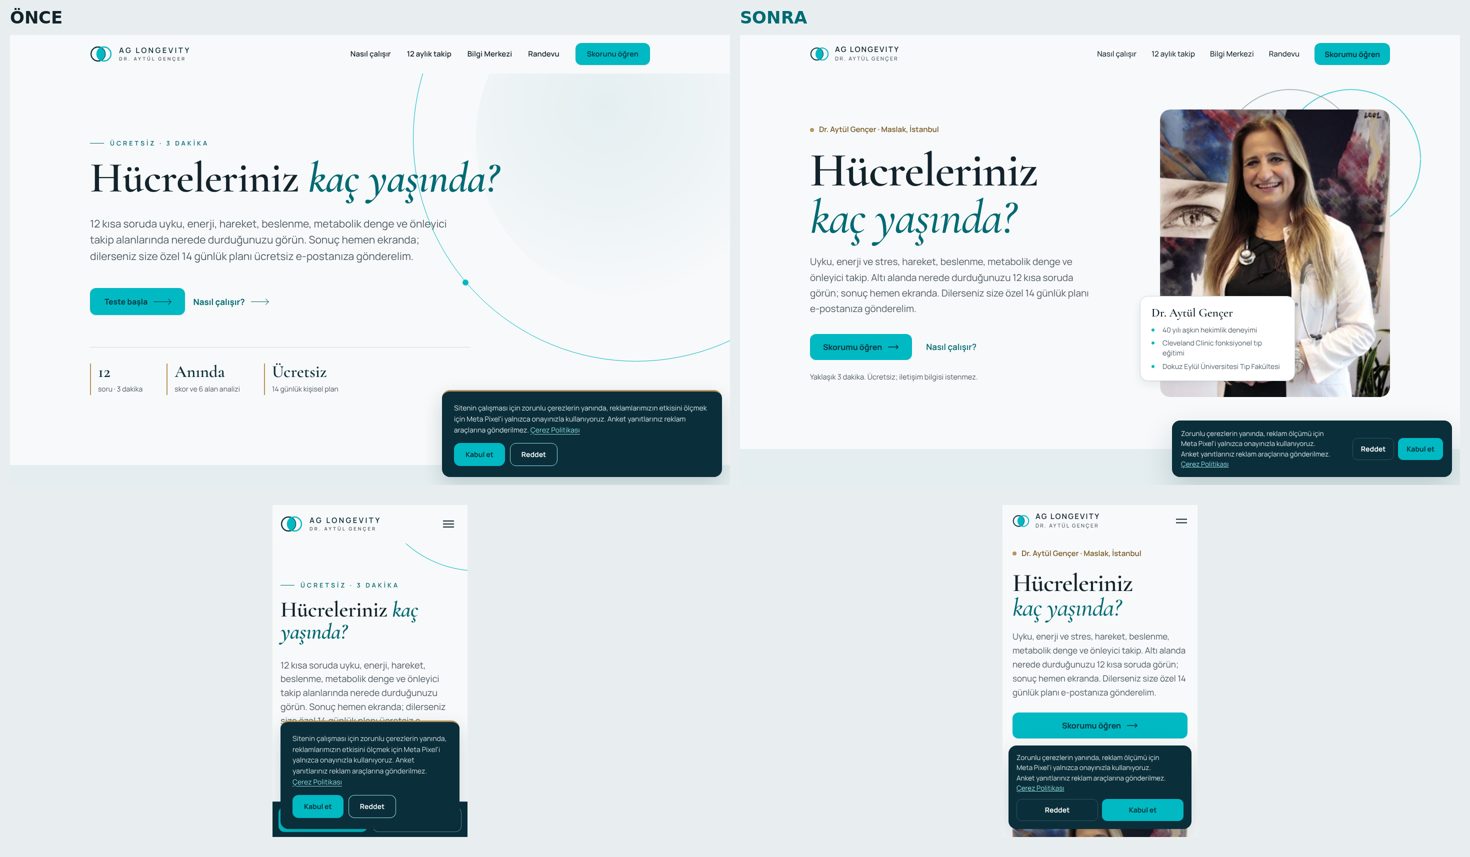 ÖNCE
AG LONGEVITY
DR. AYTÜL GENÇER
Nasıl çalışır
12 aylık takip
Bilgi Merkezi
Randevu
Skorunu öğren
ÜCRETSİZ · 3 DAKİKA
Hücreleriniz kaç yaşında?
12 kısa soruda uyku, enerji, hareket, beslenme, metabolik denge ve önleyici
takip alanlarında nerede durduğunuzu görün. Sonuç hemen ekranda;
dilerseniz size özel 14 günlük planı ücretsiz e-postanıza gönderelim.
Teste başla
Nasıl çalışır?
12
soru · 3 dakika
Anında
skor ve 6 alan analizi
Ücretsiz
14 günlük kişisel plan
Sitenin çalışması için zorunlu çerezlerin yanında, reklamlarımızın etkisini ölçmek
için Meta Pixel'i yalnızca onayınızla kullanıyoruz. Anket yanıtlarınız reklam
araçlarına gönderilmez. Çerez Politikası
Kabul et
Reddet
SONRA
AG LONGEVITY
DR. AYTÜL GENÇER
Nasıl çalışır
12 aylık takip
Bilgi Merkezi
Randevu
Skorumu öğren
Dr. Aytül Gençer · Maslak, İstanbul
Hücreleriniz
kaç yaşında?
Uyku, enerji ve stres, hareket, beslenme, metabolik denge ve
önleyici takip. Altı alanda nerede durduğunuzu 12 kısa soruda
görün; sonuç hemen ekranda. Dilerseniz size özel 14 günlük planı
e-postanıza gönderelim.
Skorumu öğren
Nasıl çalışır?
Yaklaşık 3 dakika. Ücretsiz; iletişim bilgisi istenmez.
Dr. Aytül Gençer
40 yılı aşkın hekimlik deneyimi
Cleveland Clinic fonksiyonel tıp
eğitimi
Dokuz Eylül Üniversitesi Tıp Fakültesi
Zorunlu çerezlerin yanında, reklam ölçümü için
Meta Pixel'i yalnızca onayınızla kullanıyoruz.
Anket yanıtlarınız reklam araçlarına gönderilmez.
Çerez Politikası
Reddet
Kabul et
AG LONGEVITY
DR. AYTÜL GENÇER
ÜCRETSİZ · 3 DAKİKA
Hücreleriniz kaç
yaşında?
12 kısa soruda uyku, enerji, hareket,
beslenme, metabolik denge ve önleyici
takip alanlarında nerede durduğunuzu
görün. Sonuç hemen ekranda; dilerseniz
size özel 14 günlük planı ücretsiz e-
Sitenin çalışması için zorunlu çerezlerin yanında,
reklamlarımızın etkisini ölçmek için Meta Pixel'i
yalnızca onayınızla kullanıyoruz. Anket
yanıtlarınız reklam araçlarına gönderilmez.
Çerez Politikası
Kabul et
Reddet
AG LONGEVITY
DR. AYTÜL GENÇER
Dr. Aytül Gençer · Maslak, İstanbul
Hücreleriniz
kaç yaşında?
Uyku, enerji ve stres, hareket, beslenme,
metabolik denge ve önleyici takip. Altı alanda
nerede durduğunuzu 12 kısa soruda görün;
sonuç hemen ekranda. Dilerseniz size özel 14
günlük planı e-postanıza gönderelim.
Skorumu öğren
Zorunlu çerezlerin yanında, reklam ölçümü için
Meta Pixel'i yalnızca onayınızla kullanıyoruz.
Anket yanıtlarınız reklam araçlarına gönderilmez.
Çerez Politikası
Reddet
Kabul et